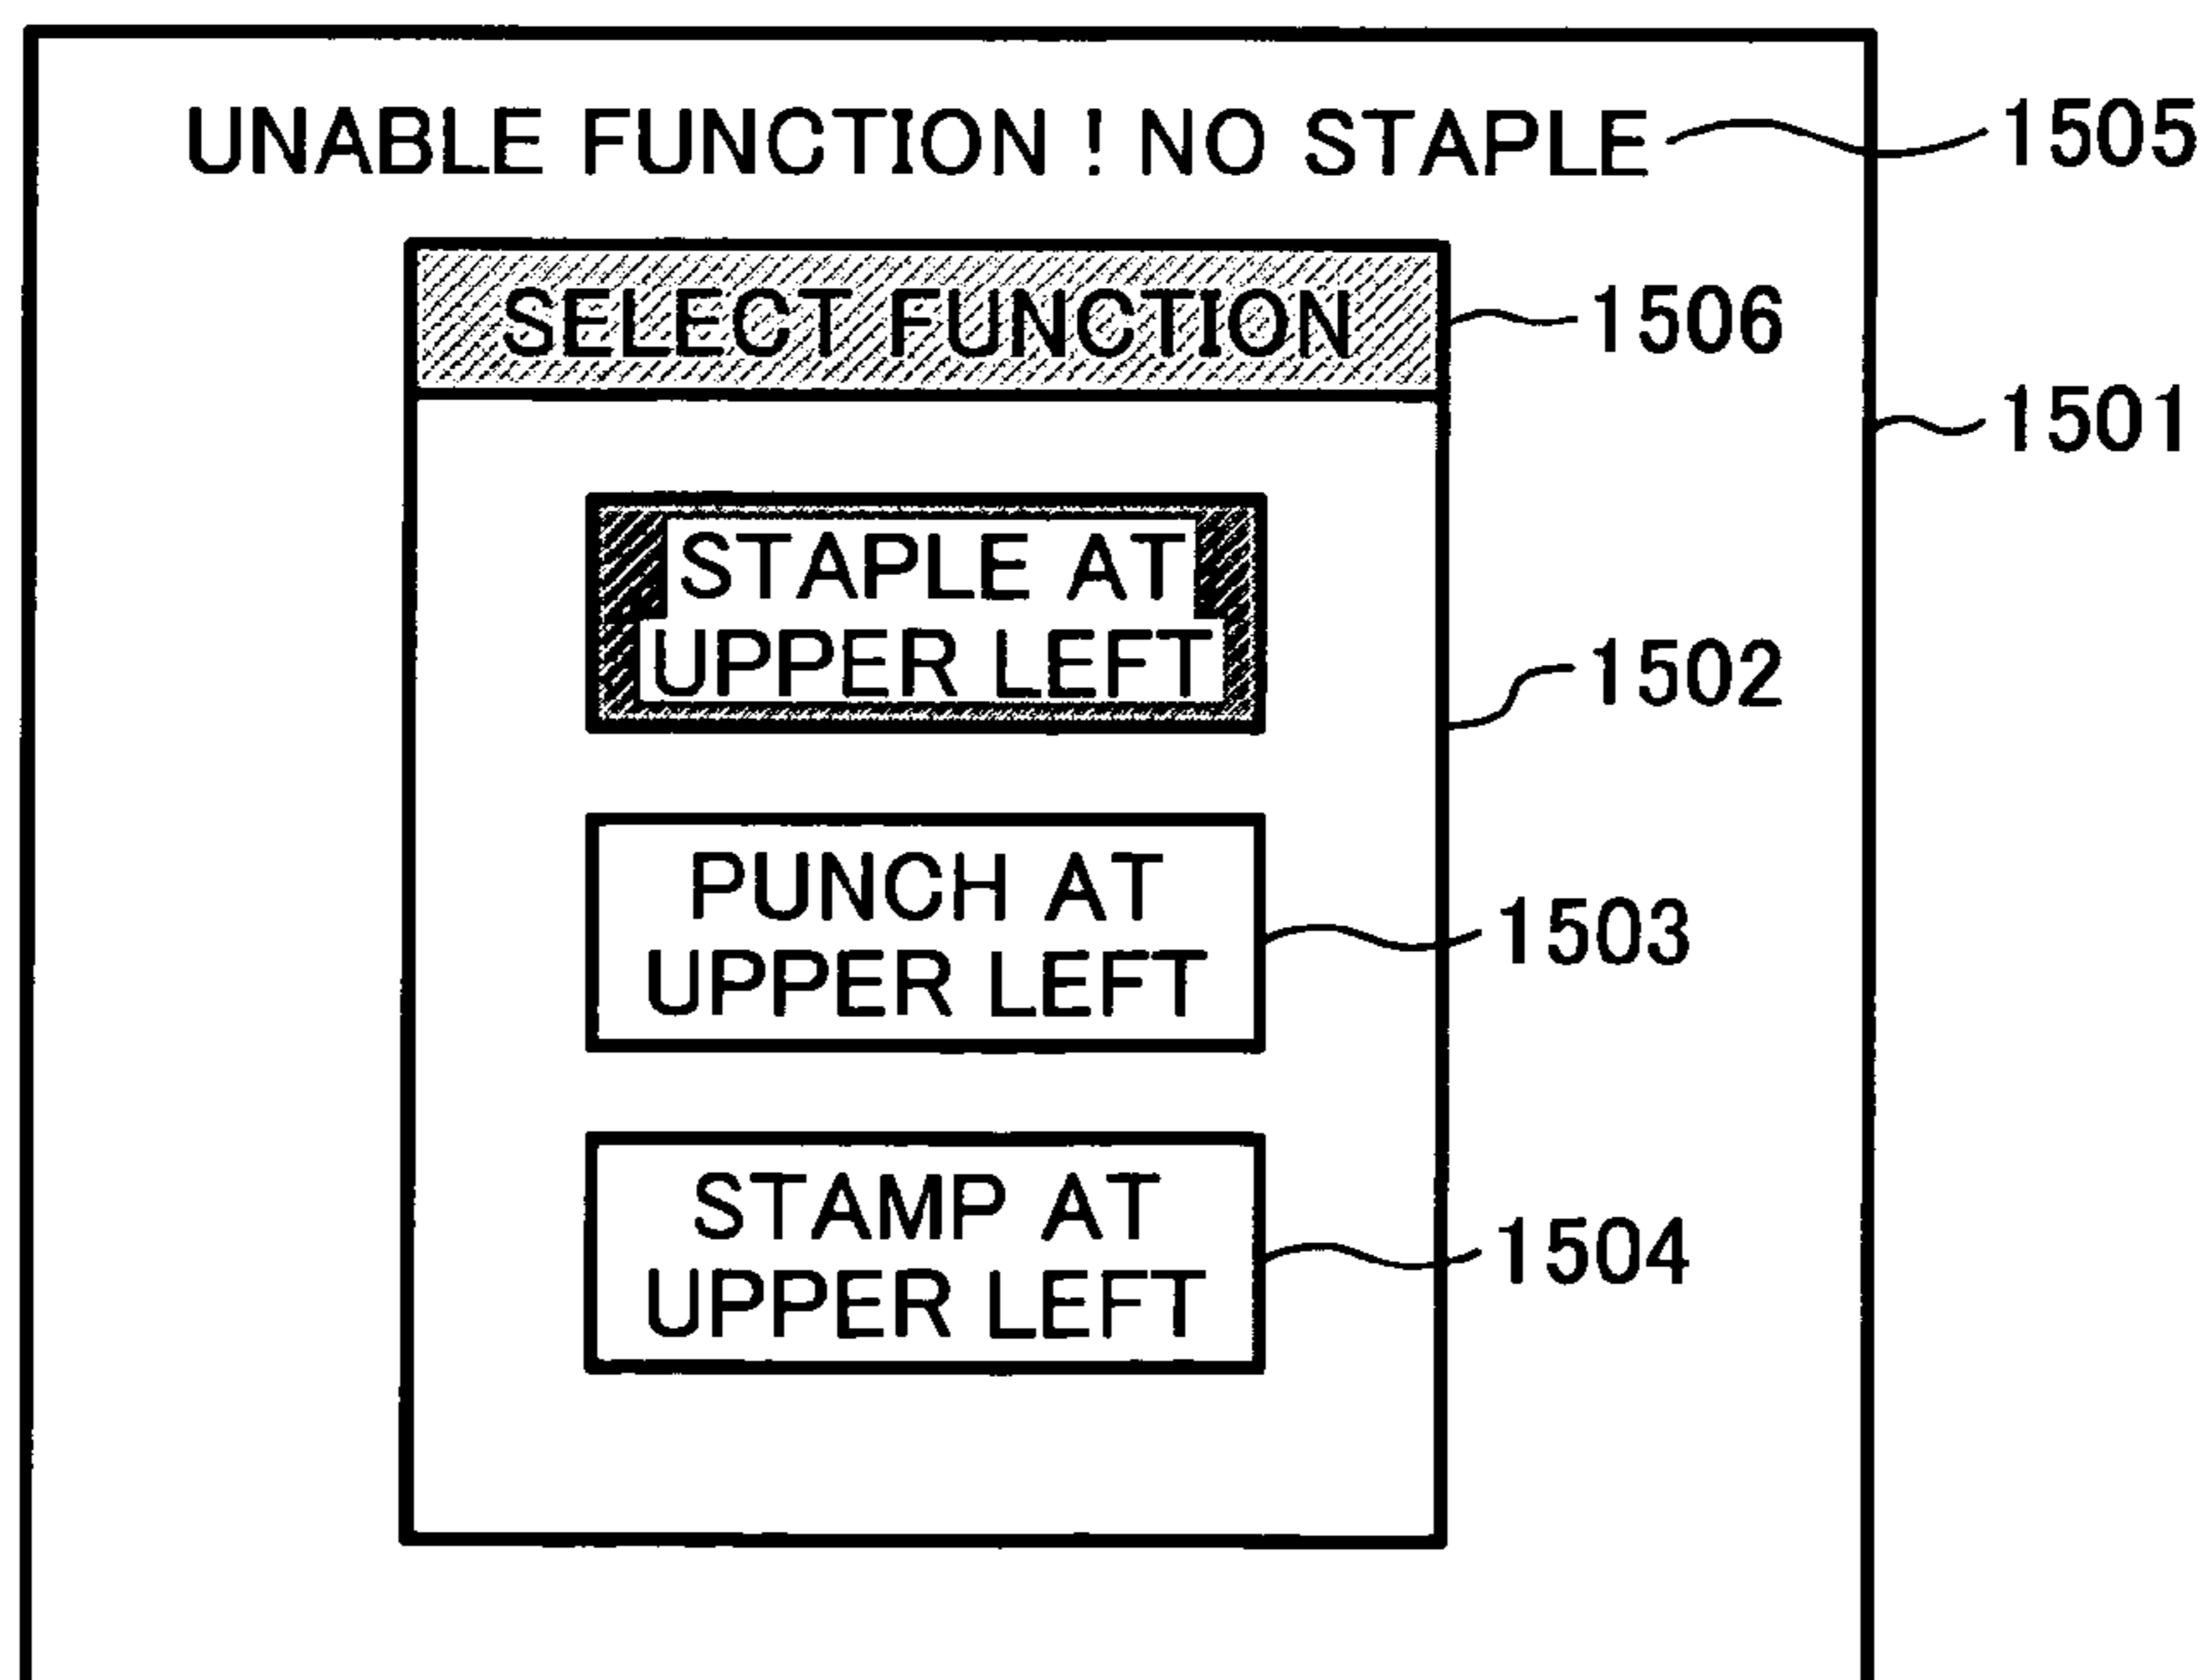 UNABLE FUNCTION ! NO STAPLE
1505
SELECT FUNCTION
1506
1501
STAPLE AT
UPPER LEFT
1502
PUNCH AT
UPPER LEFT
1503
STAMP AT
UPPER LEFT
1504